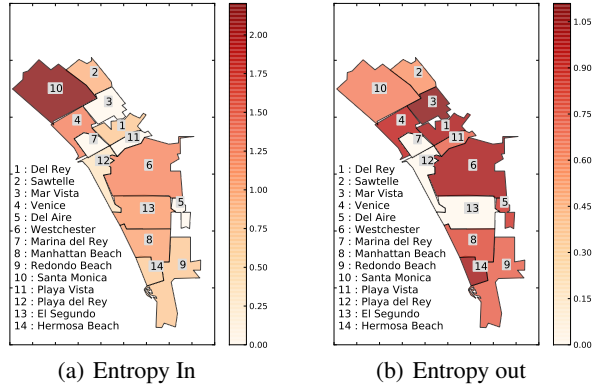 2.00
1.75
1.50
1.25
1.00
0.75
0.50
0.25
0.00
10
2
3
4
1
11
7
12
6
5
13
8
9
14
1 : Del Rey
2 : Sawtelle
3 : Mar Vista
4 : Venice
5 : Del Aire
6 : Westchester
7 : Marina del Rey
8 : Manhattan Beach
9 : Redondo Beach
10 : Santa Monica
11 : Playa Vista
12 : Playa del Rey
13 : El Segundo
14 : Hermosa Beach
(a) Entropy In
1.05
0.90
0.75
0.60
0.45
0.30
0.15
0.00
10
2
3
4
1
11
7
12
6
5
13
8
9
14
1 : Del Rey
2 : Sawtelle
3 : Mar Vista
4 : Venice
5 : Del Aire
6 : Westchester
7 : Marina del Rey
8 : Manhattan Beach
9 : Redondo Beach
10 : Santa Monica
11 : Playa Vista
12 : Playa del Rey
13 : El Segundo
14 : Hermosa Beach
(b) Entropy out